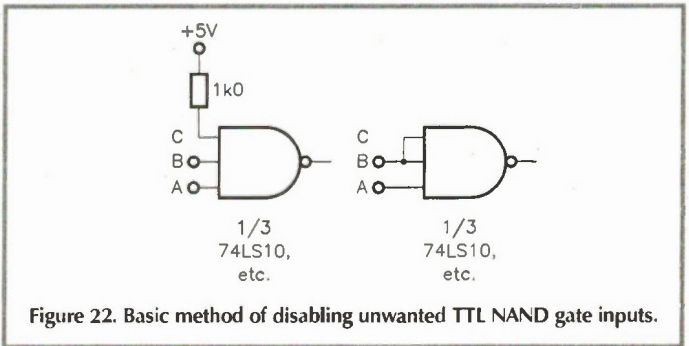 +5V
1k0
C
B
A
1/3
74LS10,
etc.
C
B
A
1/3
74LS10,
etc.
Figure 22. Basic method of disabling unwanted TTL NAND gate inputs.